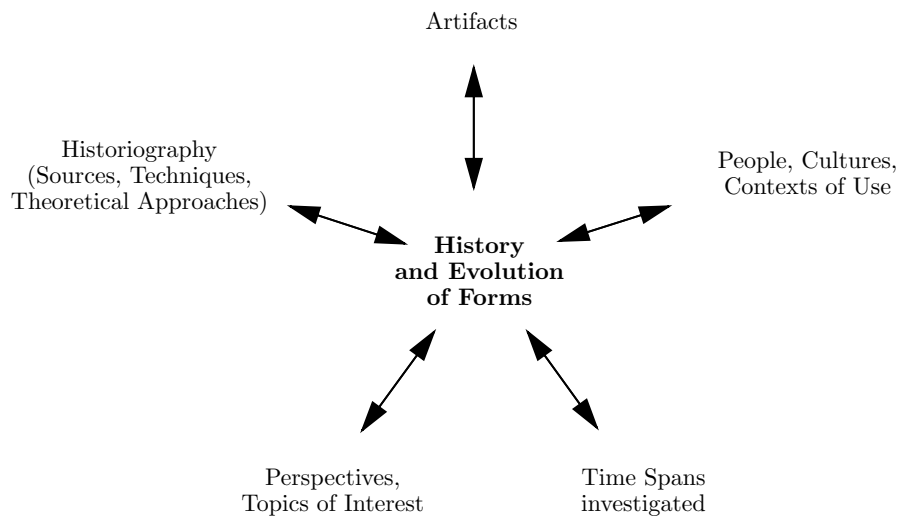 Artifacts
Historiography
(Sources, Techniques,
Theoretical Approaches)
People, Cultures,
Contexts of Use
History
and Evolution
of Forms
Perspectives,
Topics of Interest
Time Spans
investigated